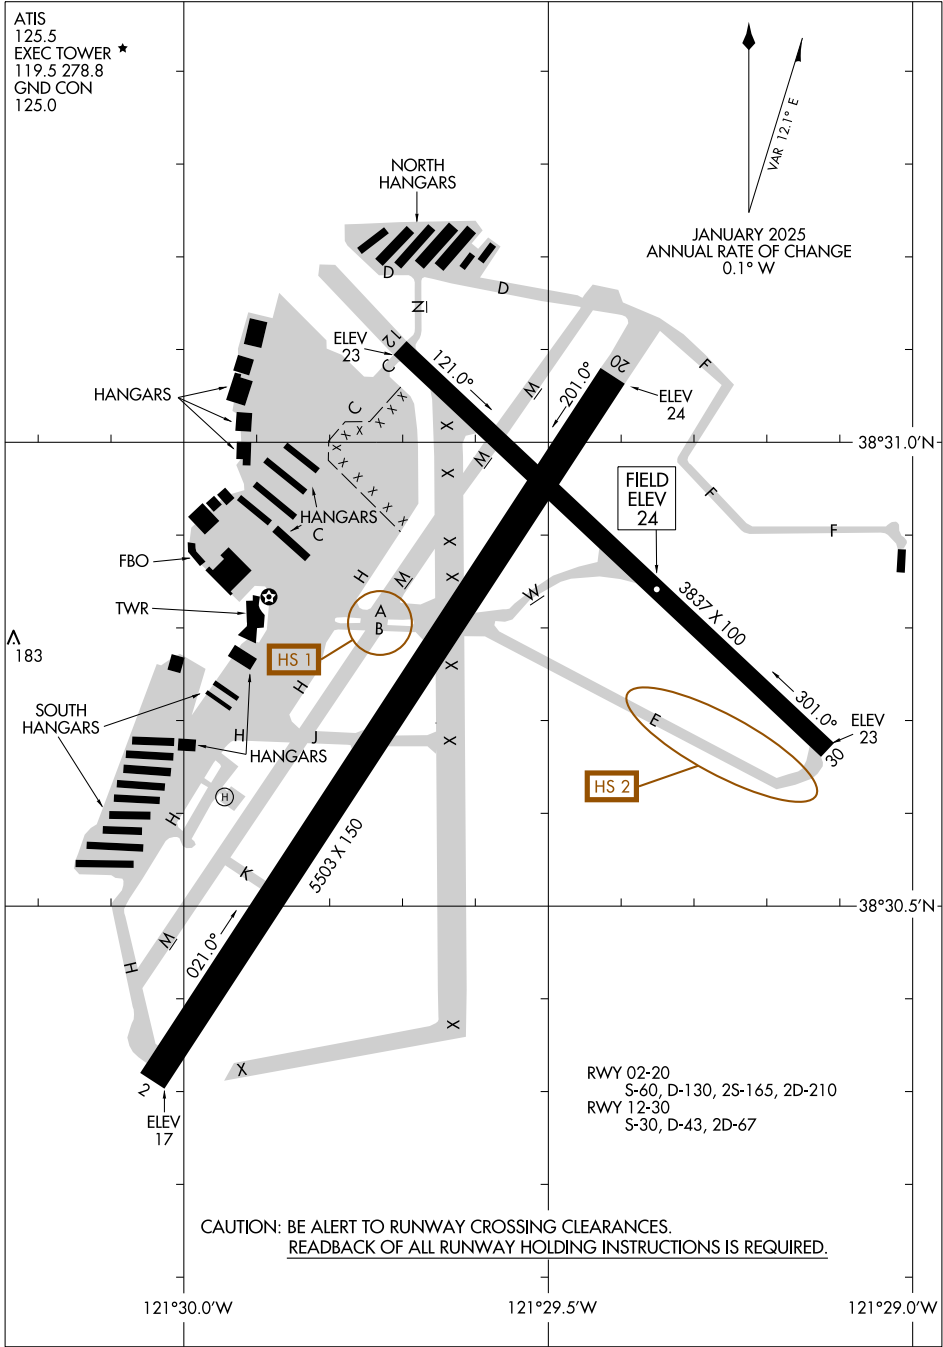 ATIS
125.5
EXEC TOWER ★
119.5 278.8
GND CON
125.0
VAR 12.1° E
JANUARY 2025
ANNUAL RATE OF CHANGE
0.1° W
NORTH
HANGARS
D
D
N
12
ELEV
23
C
121.0°
201.0°
20
F
ELEV
24
M
HANGARS
C
X X X X X
X X X X X
X
38°31.0'N
M
X
FIELD
ELEV
24
F
F
HANGARS
C
X
FBO
H
M
X
W
3837 X 100
TWR
A
B
183
HS 1
X
H
301.0°
SOUTH
HANGARS
E
ELEV
23
H
J
X
30
HANGARS
HS 2
H
H
5503 X 150
K
38°30.5'N
021.0°
M
H
X
X
2
ELEV
17
RWY 02-20
S-60, D-130, 2S-165, 2D-210
RWY 12-30
S-30, D-43, 2D-67
CAUTION: BE ALERT TO RUNWAY CROSSING CLEARANCES.
READBACK OF ALL RUNWAY HOLDING INSTRUCTIONS IS REQUIRED.
121°30.0'W
121°29.5'W
121°29.0'W